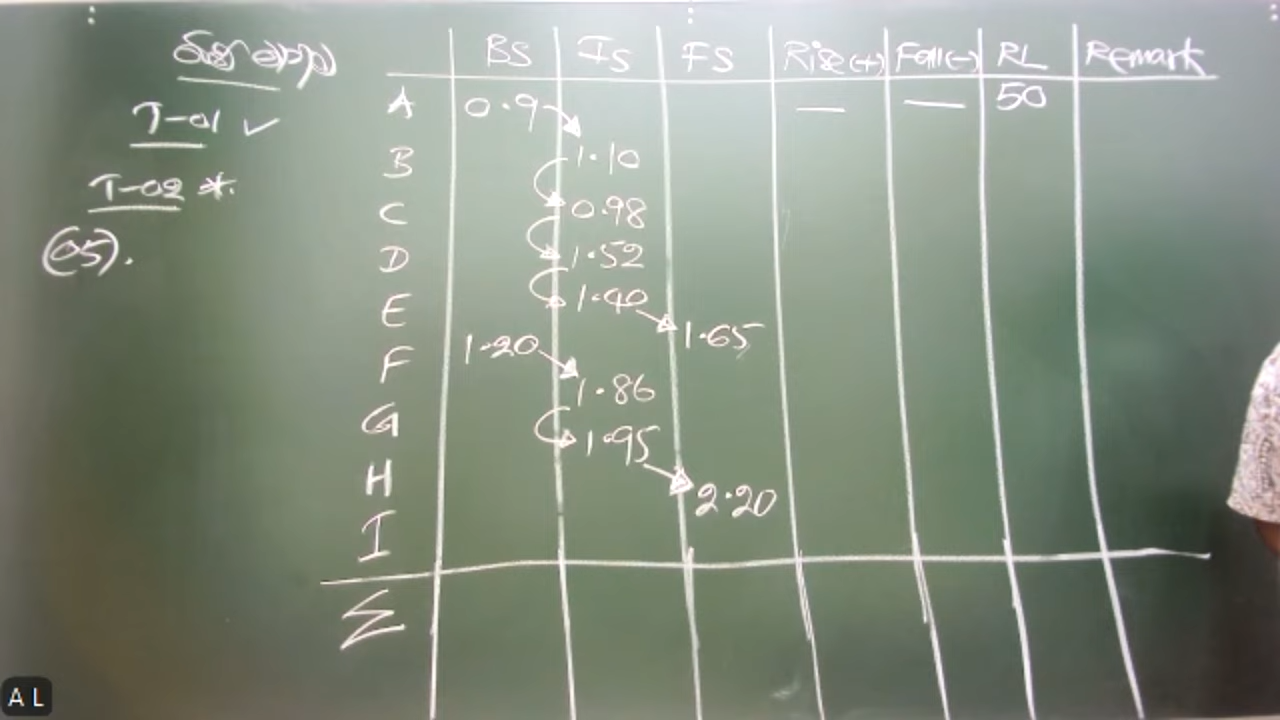 BS IS FS Rise(+) Fall(-) RL Remark
T-01 ✓
T-02 *.
(05).
A 0.9 — — 50
B 1.10
C 0.98
D 1.52
E 1.40
F 1.20 1.65
G 1.86
H 1.95
I 2.20
Σ
A L